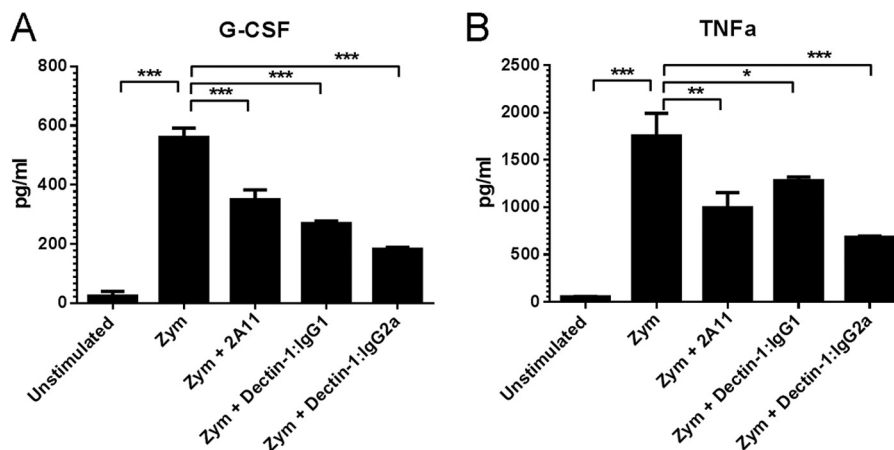 A
G-CSF
***
***
***
***
pg/ml
800
600
400
200
0
Unstimulated
Zym
Zym + 2A11
Zym + Dectin-1:IgG1
Zym + Dectin-1:IgG2a
B
TNFa
***
***
*
**
pg/ml
2500
2000
1500
1000
500
0
Unstimulated
Zym
Zym + 2A11
Zym + Dectin-1:IgG1
Zym + Dectin-1:IgG2a